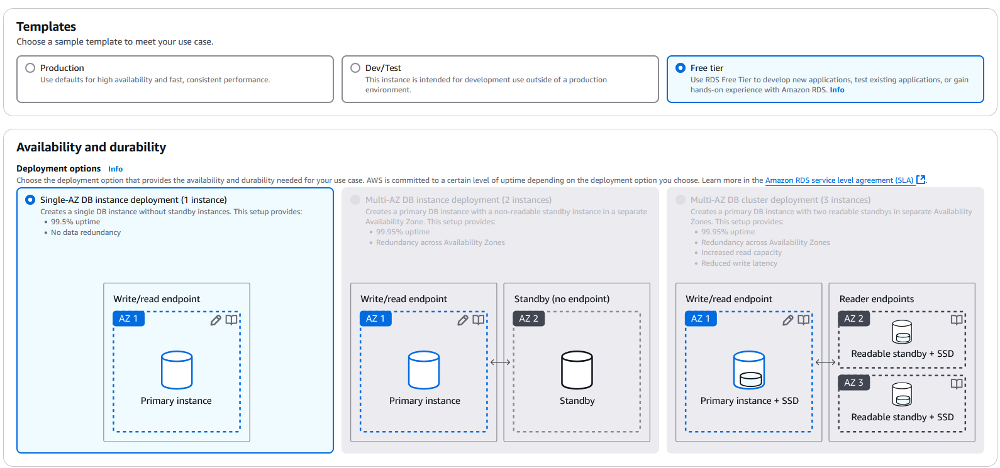 Templates
Choose a sample template to meet your use case.
Production
Use defaults for high availability and fast, consistent performance.
Dev/Test
This instance is intended for development use outside of a production
environment.
Free tier
Use RDS Free Tier to develop new applications, test existing applications, or gain
hands-on experience with Amazon RDS. Info
Availability and durability
Deployment options Info
Choose the deployment option that provides the availability and durability needed for your use case. AWS is committed to a certain level of uptime depending on the deployment option you choose. Learn more in the Amazon RDS service level agreement (SLA).
Single-AZ DB instance deployment (1 instance)
Creates a single DB instance without standby instances. This setup provides:
• 99.5% uptime
• No data redundancy
Write/read endpoint
AZ 1
Primary instance
Multi-AZ DB instance deployment (2 instances)
Creates a primary DB instance with a non-readable standby instance in a separate
Availability Zone. This setup provides:
• 99.95% uptime
• Redundancy across Availability Zones
Write/read endpoint
AZ 1
Primary instance
Standby (no endpoint)
AZ 2
Standby
Multi-AZ DB cluster deployment (3 instances)
Creates a primary DB instance with two readable standbys in separate Availability
Zones. This setup provides:
• 99.95% uptime
• Redundancy across Availability Zones
• Increased read capacity
• Reduced write latency
Write/read endpoint
AZ 1
Primary instance + SSD
Reader endpoints
AZ 2
Readable standby + SSD
AZ 3
Readable standby + SSD